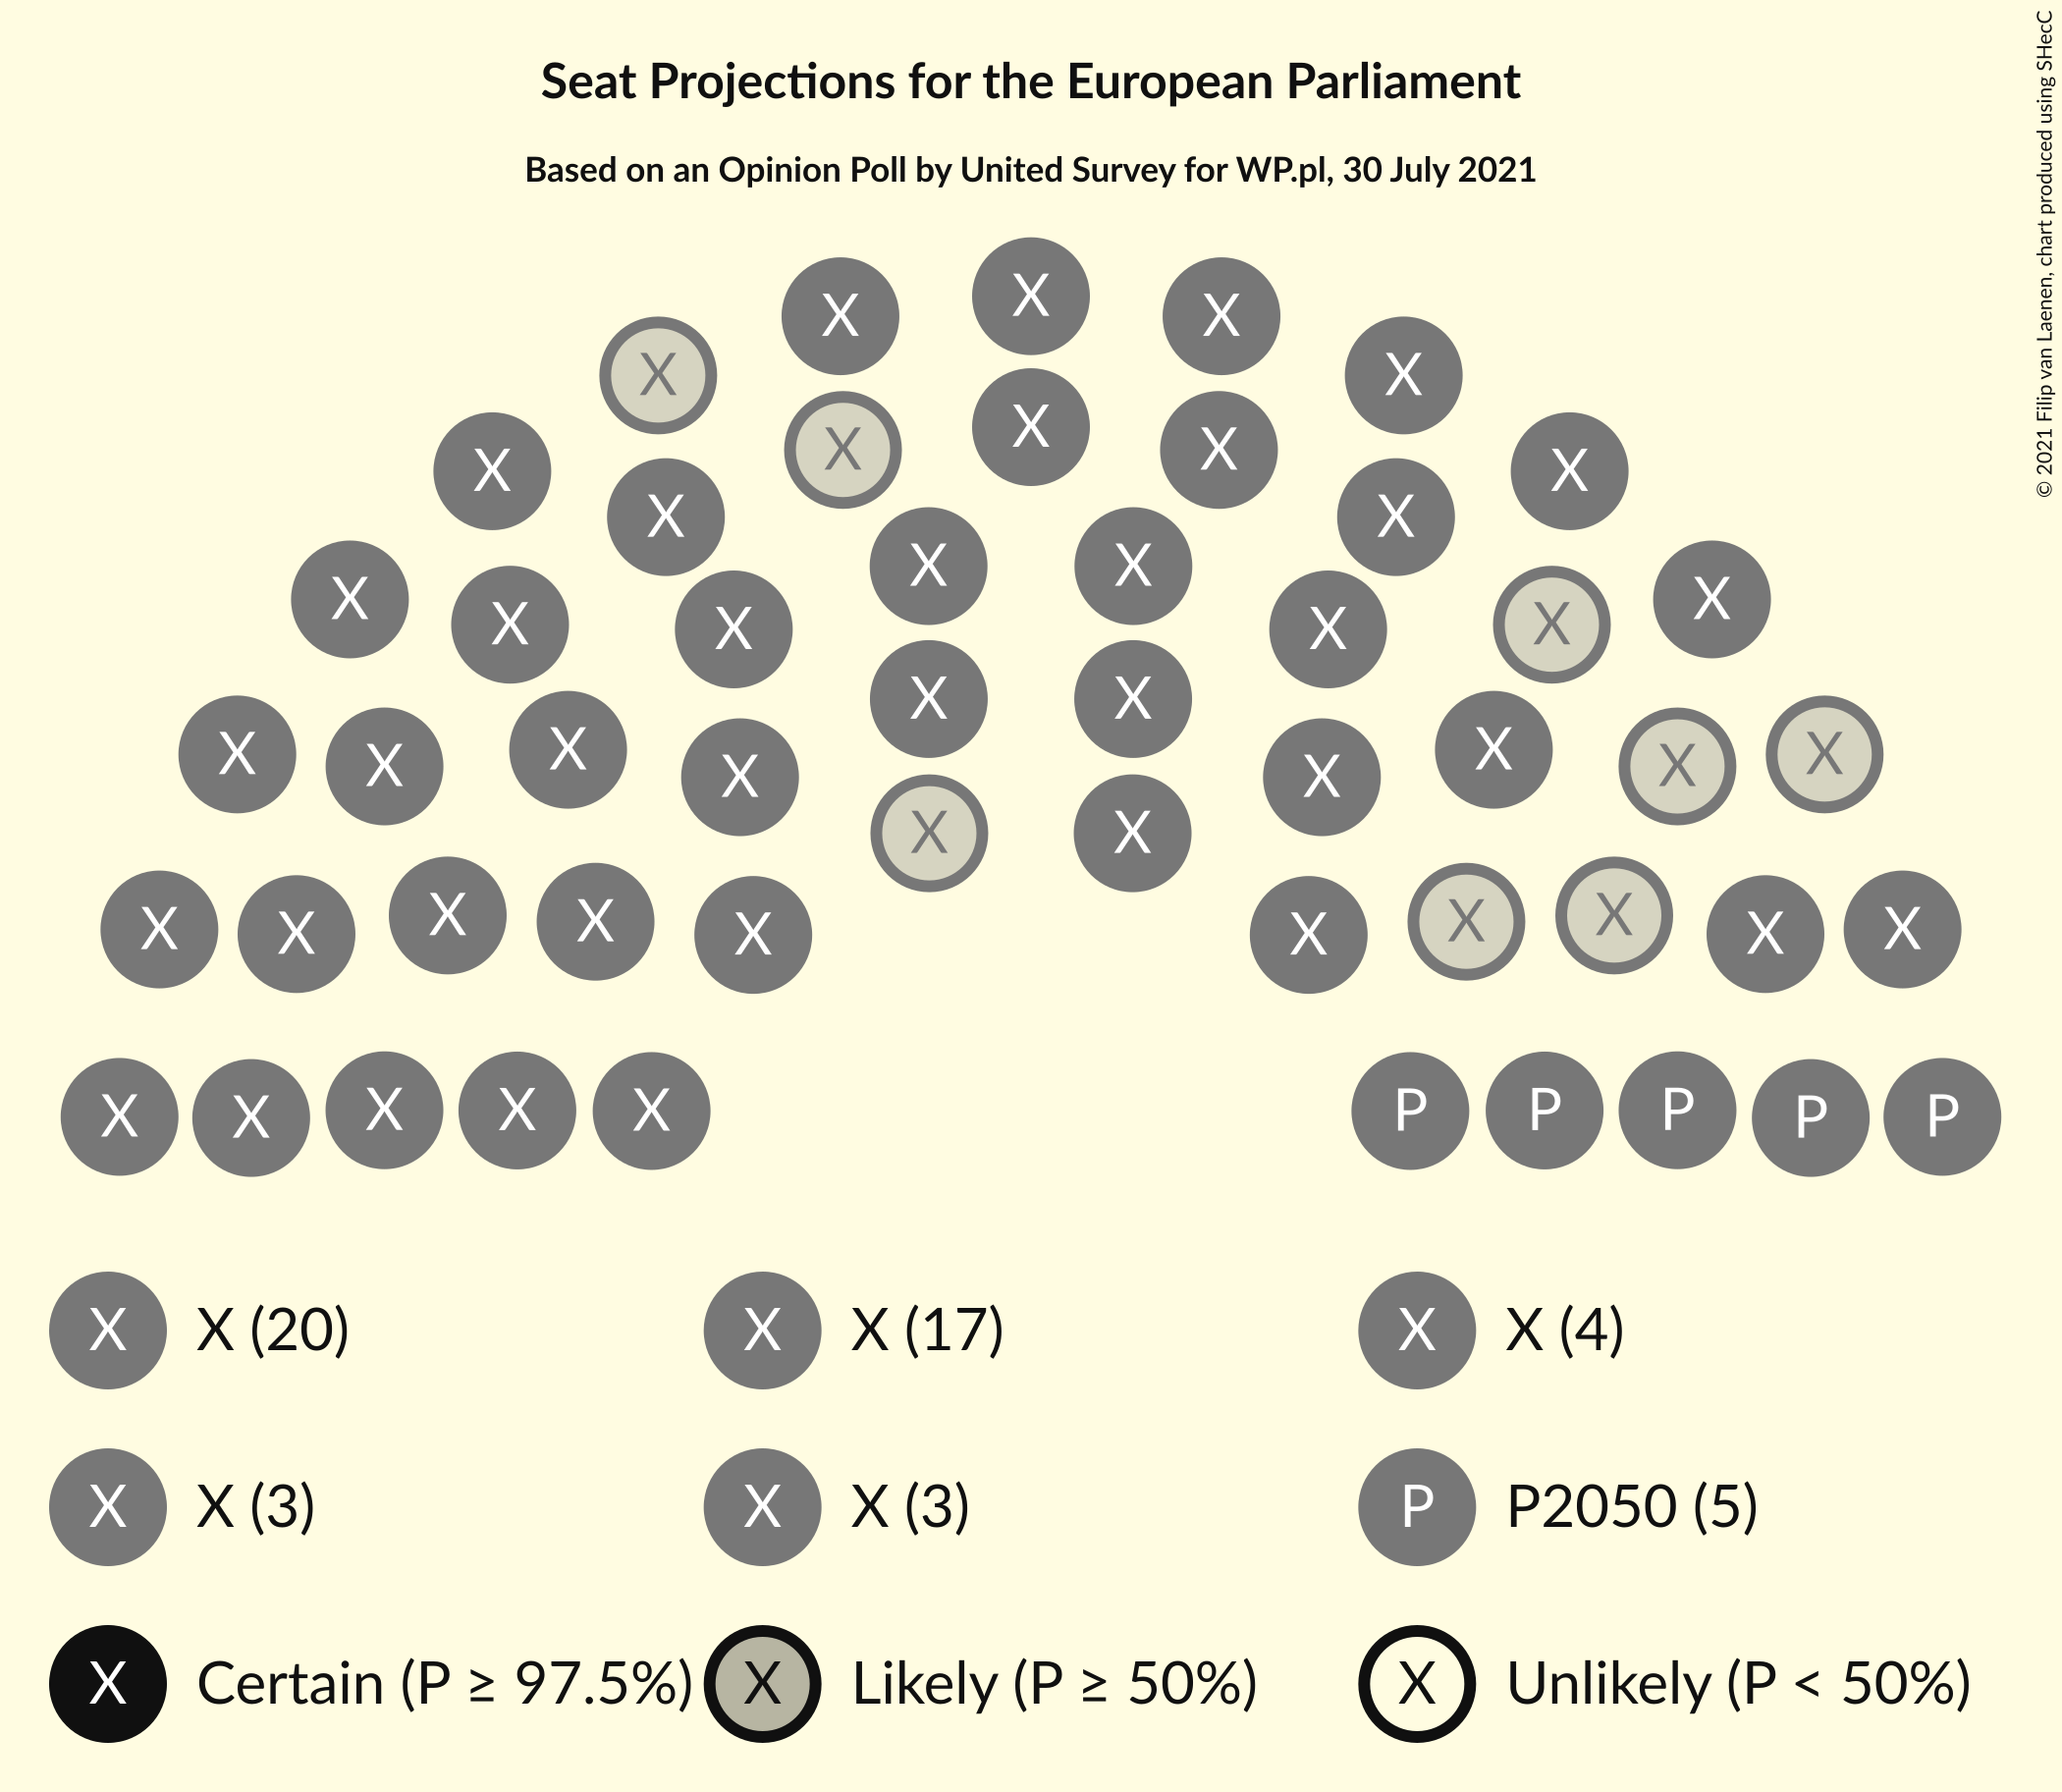 Seat Projections for the European Parliament
Based on an Opinion Poll by United Survey for WP.pl, 30 July 2021
© 2021 Filip van Laenen, chart produced using SHecC
X X X
X X
X X X
X X
X X
X X
X X X X X X
X X
X X X X X X X X
X X
X X X X X X X X X X
X X X X X P P P P P
X X (20) X X (17) X X (4)
X X (3) X X (3) P P2050 (5)
X Certain (P ≥ 97.5%) X Likely (P ≥ 50%) X Unlikely (P < 50%)